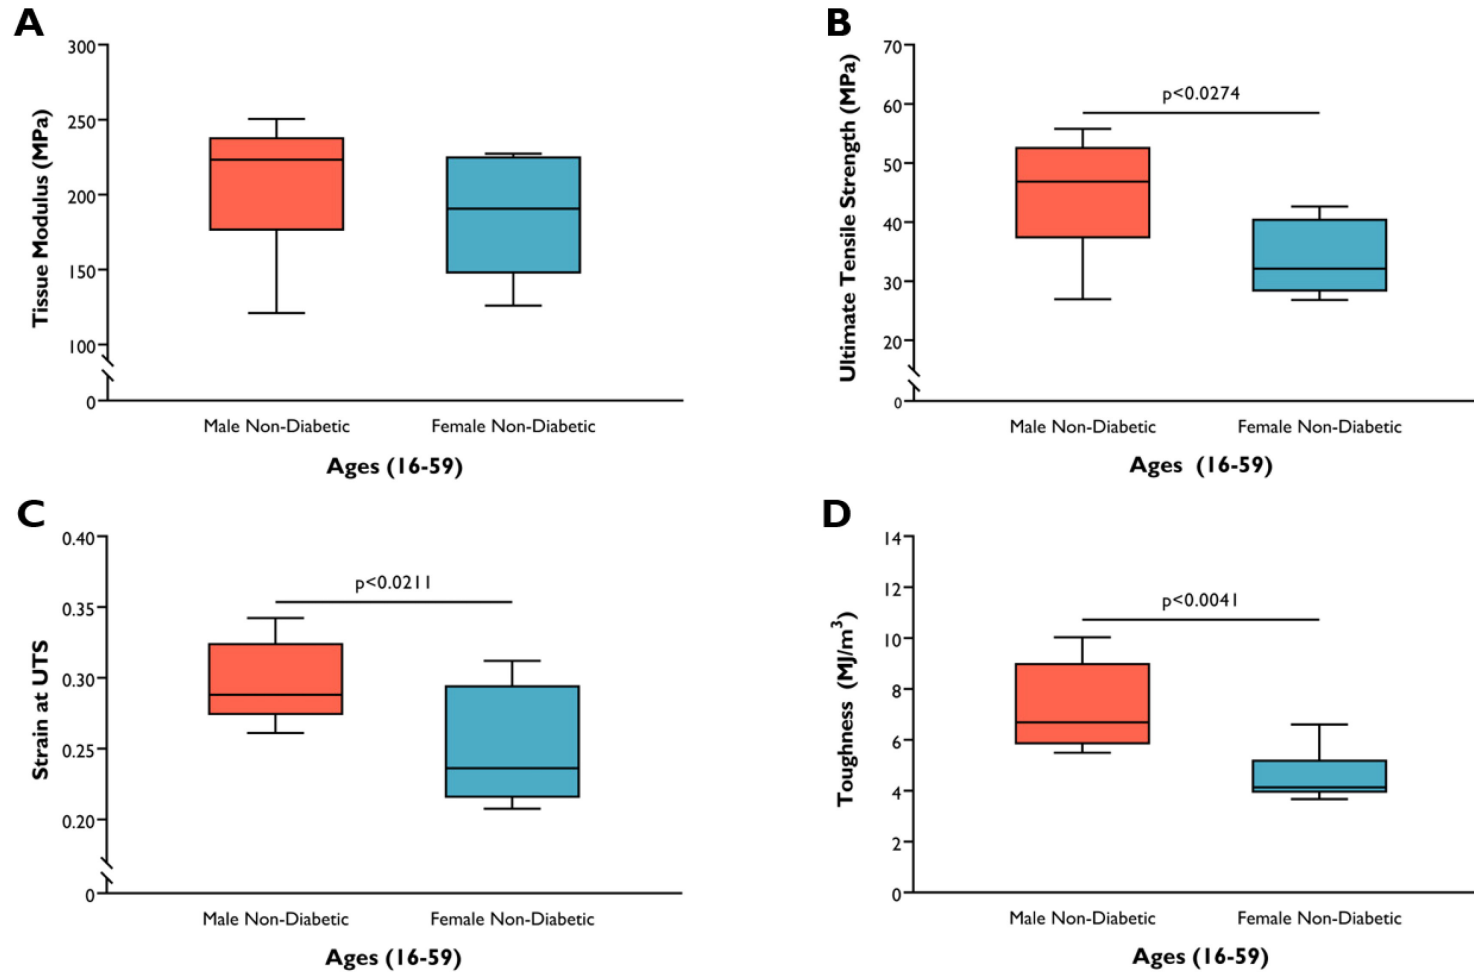 A
Tissue Modulus (MPa)
300
250
200
150
100
0
Male Non-Diabetic
Female Non-Diabetic
Ages (16-59)
B
Ultimate Tensile Strength (MPa)
70
60
50
40
30
20
0
p<0.0274
Male Non-Diabetic
Female Non-Diabetic
Ages (16-59)
C
Strain at UTS
0.40
0.35
0.30
0.25
0.20
0
p<0.0211
Male Non-Diabetic
Female Non-Diabetic
Ages (16-59)
D
Toughness (MJ/m³)
14
12
10
8
6
4
2
0
p<0.0041
Male Non-Diabetic
Female Non-Diabetic
Ages (16-59)